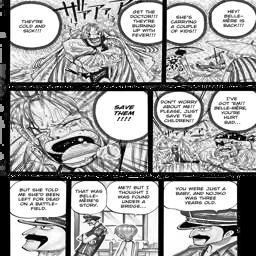 HEY!
BELLE-
MÈRE IS
BACK!!!
SHE'S
CARRYING
A COUPLE
OF KIDS!!
GET THE
DOCTOR!!!
THEY'RE
BURNING
UP WITH
FEVER!!!
THEY'RE
COLD AND
SICK!!!
I'VE
GOT 'EM!!
BELLE-MÈRE,
YOU'RE
HURT
BAD...
DON'T WORRY
ABOUT ME!!
PLEASE, JUST
SAVE THE
CHILDREN!!
SAVE
THEM
!!!!
YOU WERE JUST
A BABY, AND
NOJIKO WAS
THREE YEARS
OLD.
ME?! BUT I
THOUGHT I
WAS FOUND
UNDER A
BRIDGE...
THAT WAS
BELLE-
MÈRE'S
STORY.
BUT SHE TOLD
ME SHE'D BEEN
LEFT FOR DEAD
ON A BATTLE-
FIELD.